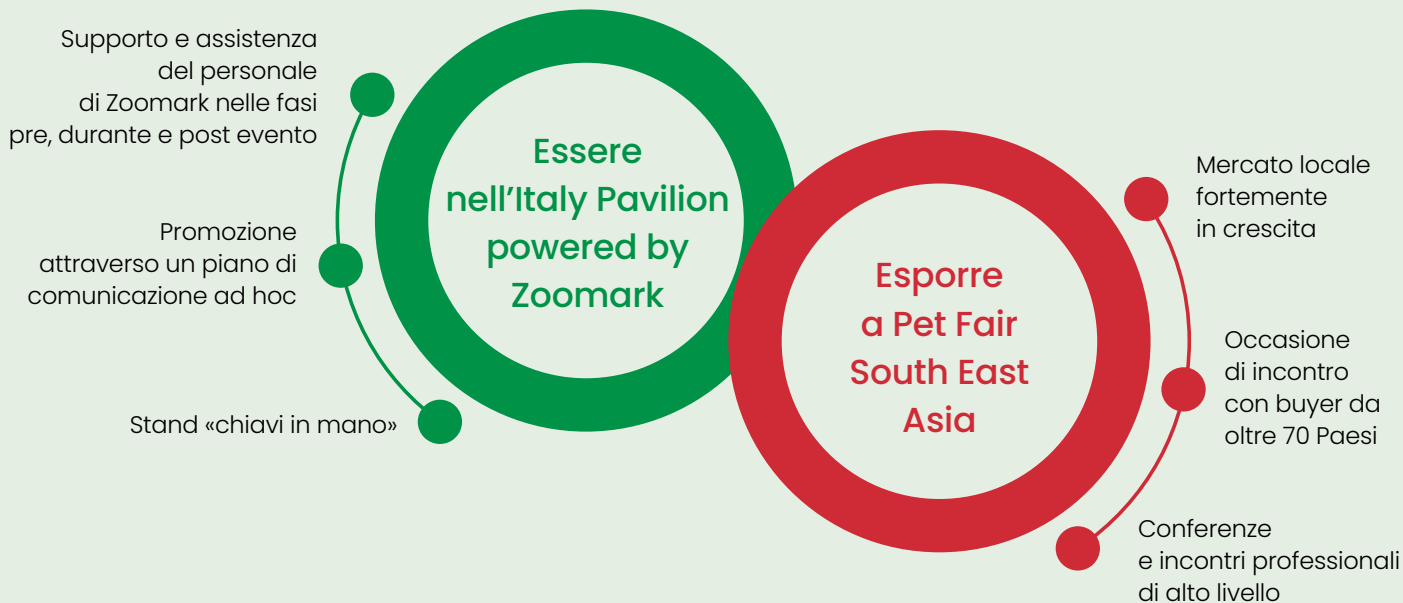 Supporto e assistenza
del personale
di Zoomark nelle fasi
pre, durante e post evento
Promozione
attraverso un piano di
comunicazione ad hoc
Stand «chiavi in mano»
Essere
nell’Italy Pavilion
powered by
Zoomark
Esporre
a Pet Fair
South East
Asia
Mercato locale
fortemente
in crescita
Occasione
di incontro
con buyer da
oltre 70 Paesi
Conferenze
e incontri professionali
di alto livello